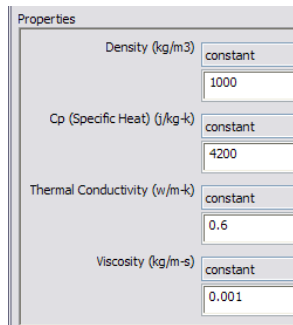 Properties
Density (kg/m3)
constant
1000
Cp (Specific Heat) (j/kg-k)
constant
4200
Thermal Conductivity (w/m-k)
constant
0.6
Viscosity (kg/m-s)
constant
0.001